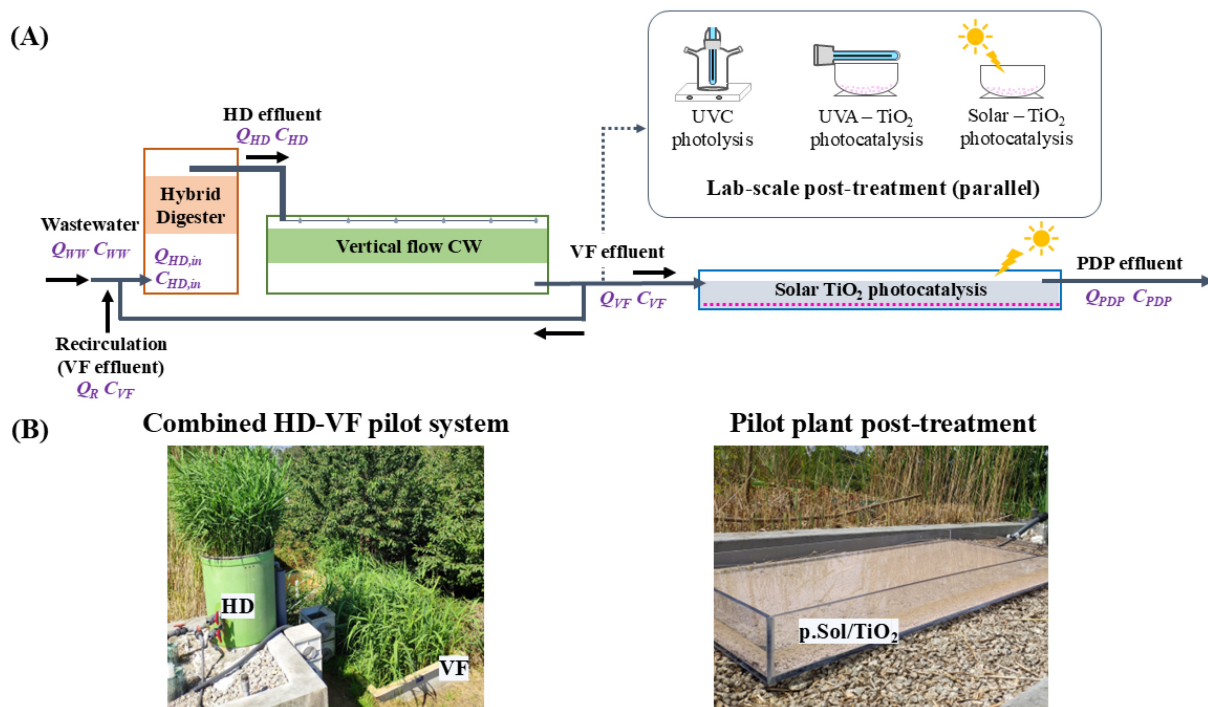 (A)
UVC
photolysis
UVA – TiO2
photocatalysis
Solar – TiO2
photocatalysis
Lab-scale post-treatment (parallel)
HD effluent
QHD CHD
Hybrid
Digester
Wastewater
QWW CWW
QHD,in
CHD,in
Vertical flow CW
VF effluent
QVF CVF
Solar TiO2 photocatalysis
PDP effluent
QPDP CPDP
Recirculation
(VF effluent)
QR CVF
(B)
Combined HD-VF pilot system
Pilot plant post-treatment
HD
VF
p.Sol/TiO2